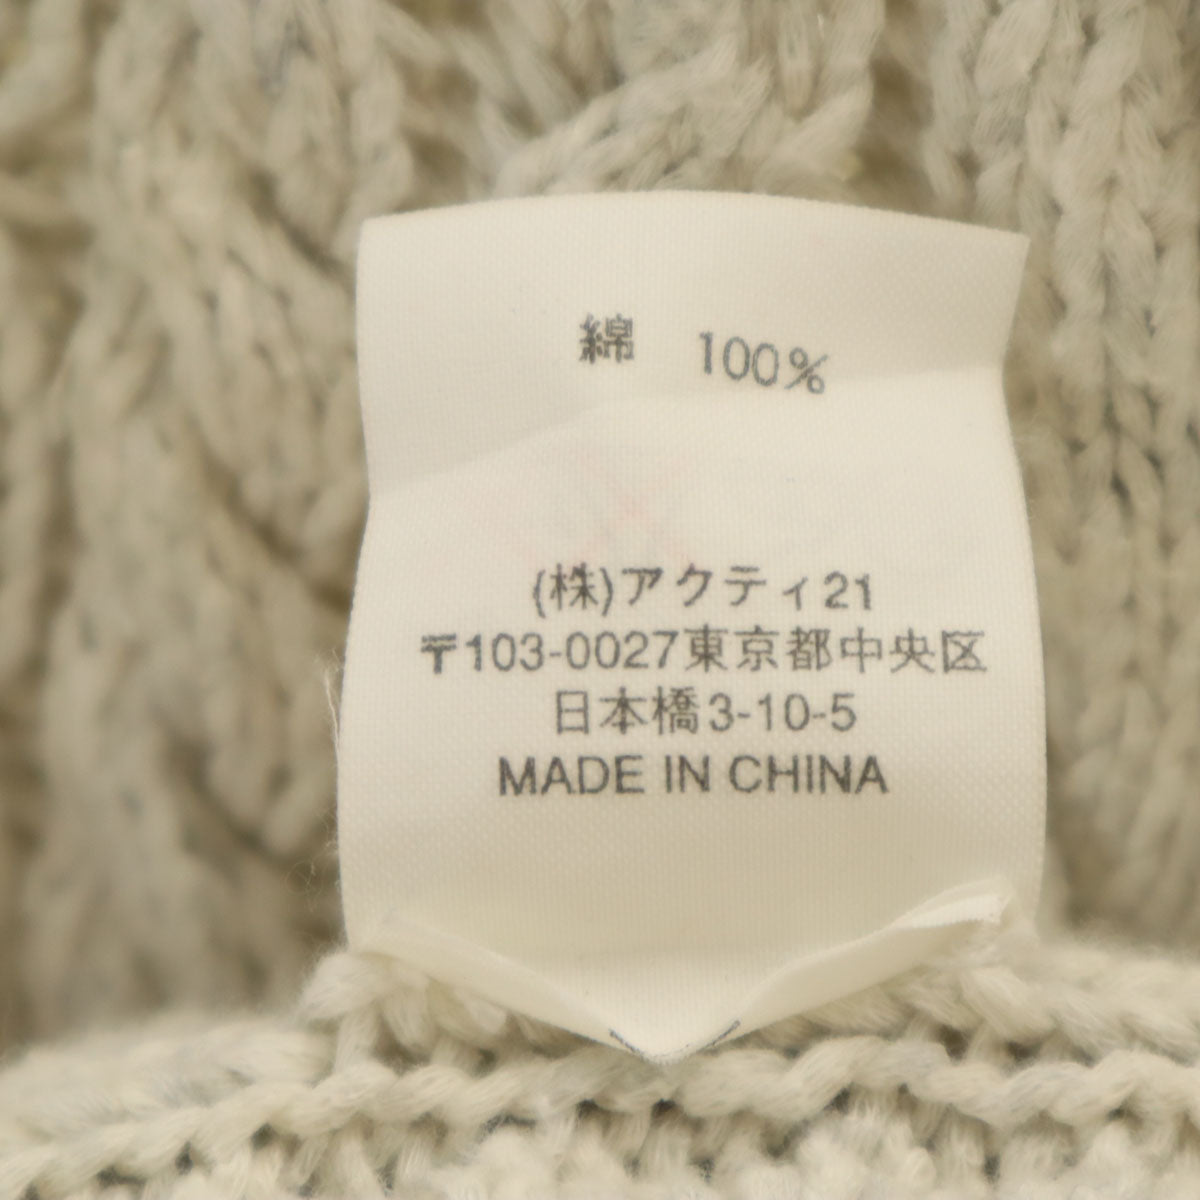 綿 100%
(株)アクティ21
〒103-0027東京都中央区
日本橋3-10-5
MADE IN CHINA